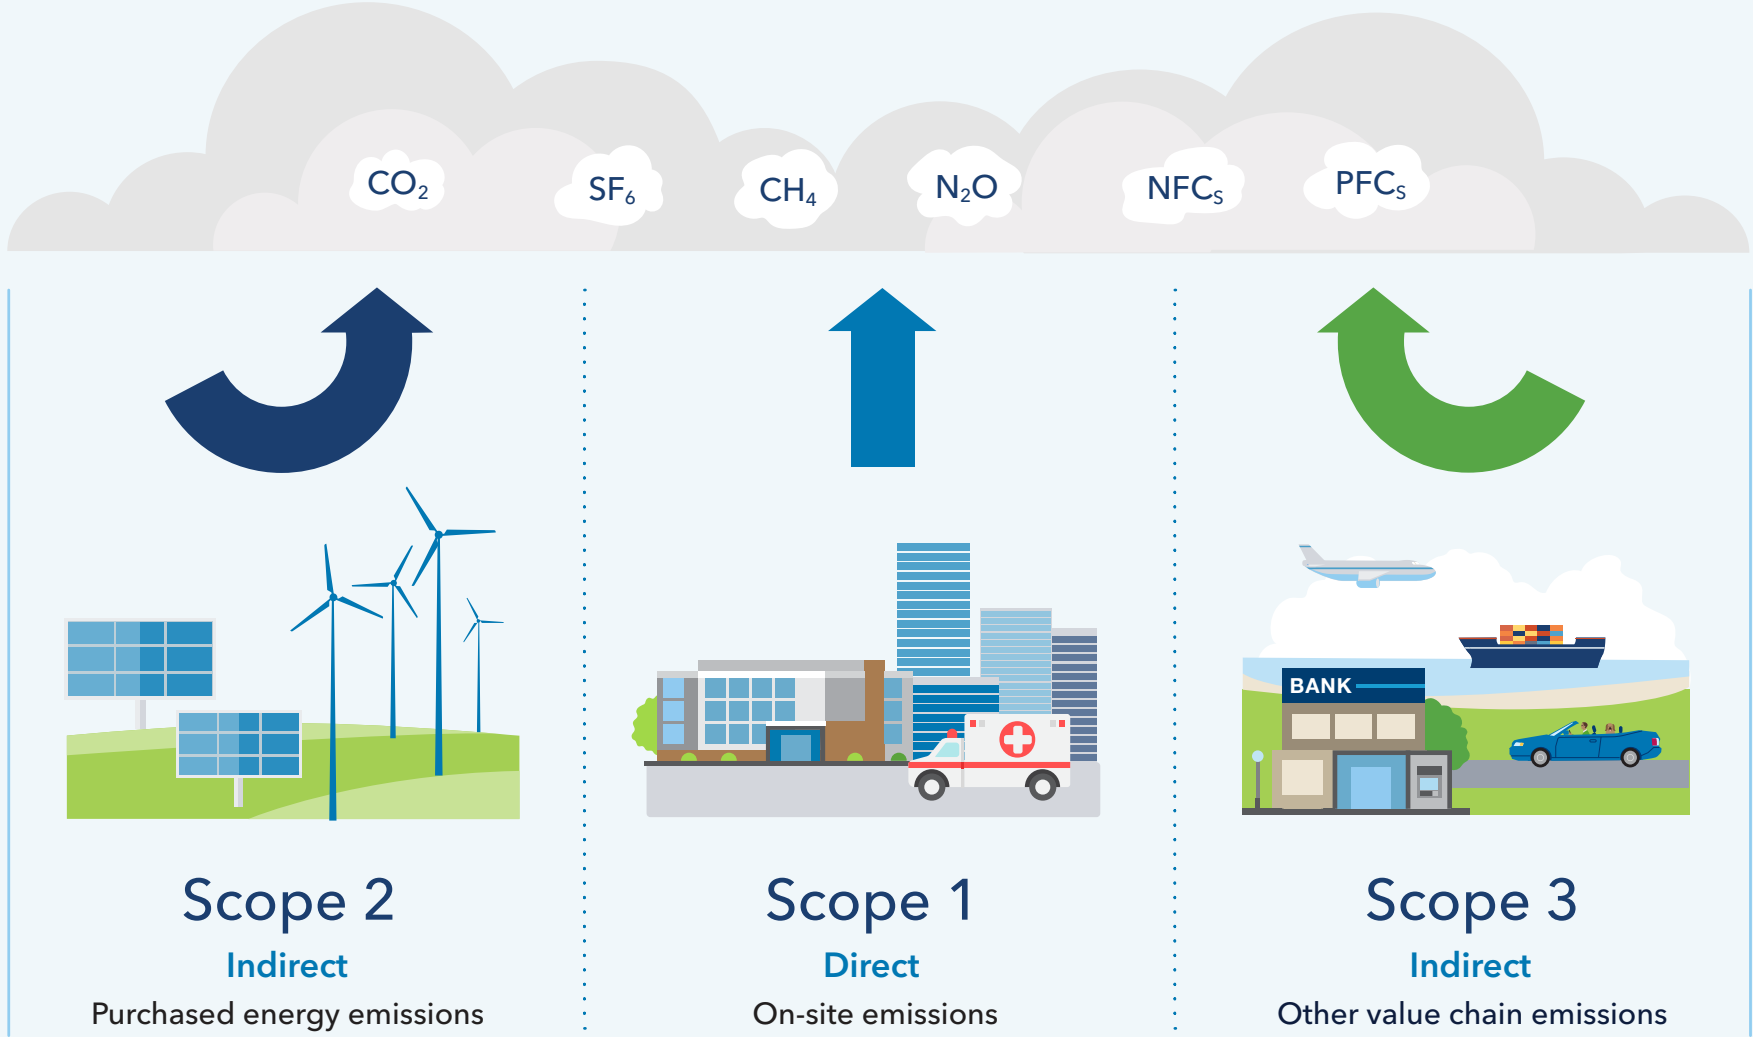 CO₂ SF₆ CH₄ N₂O NFCₛ PFCₛ
BANK
Scope 2
Indirect
Purchased energy emissions
Scope 1
Direct
On-site emissions
Scope 3
Indirect
Other value chain emissions